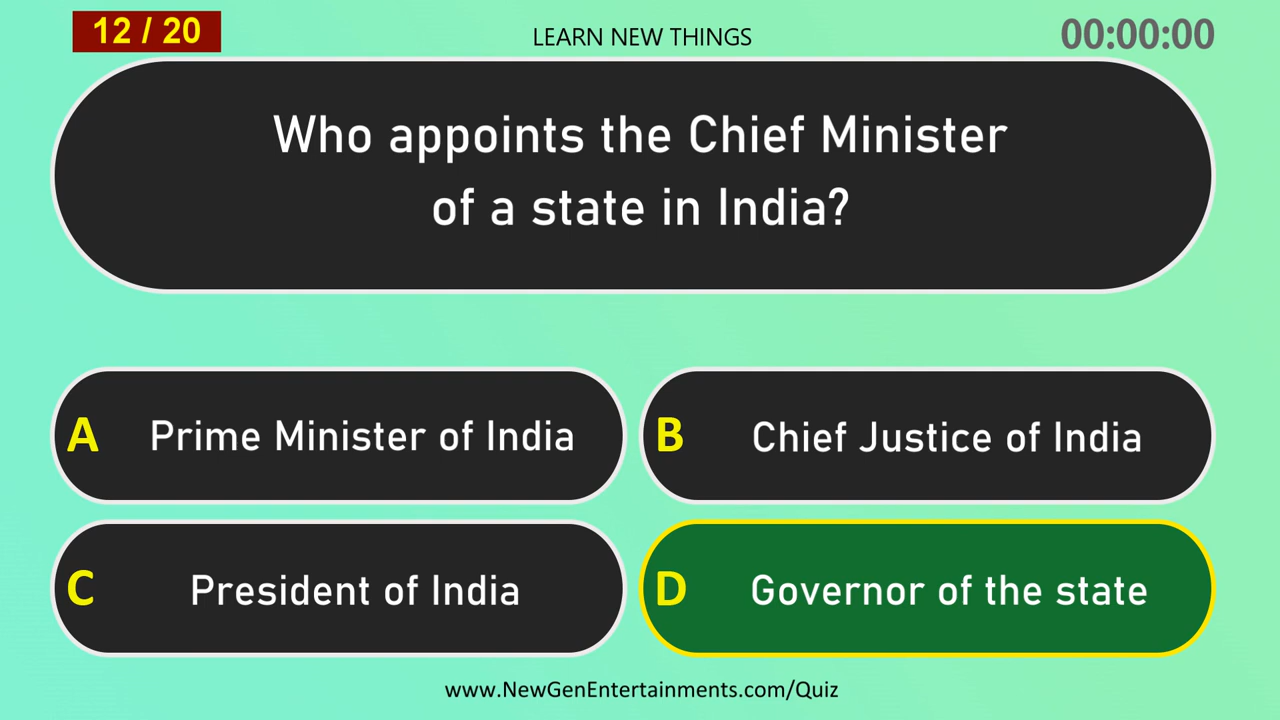 12 / 20
LEARN NEW THINGS
00:00:00
Who appoints the Chief Minister
of a state in India?
A Prime Minister of India
B Chief Justice of India
C President of India
D Governor of the state
www.NewGenEntertainments.com/Quiz